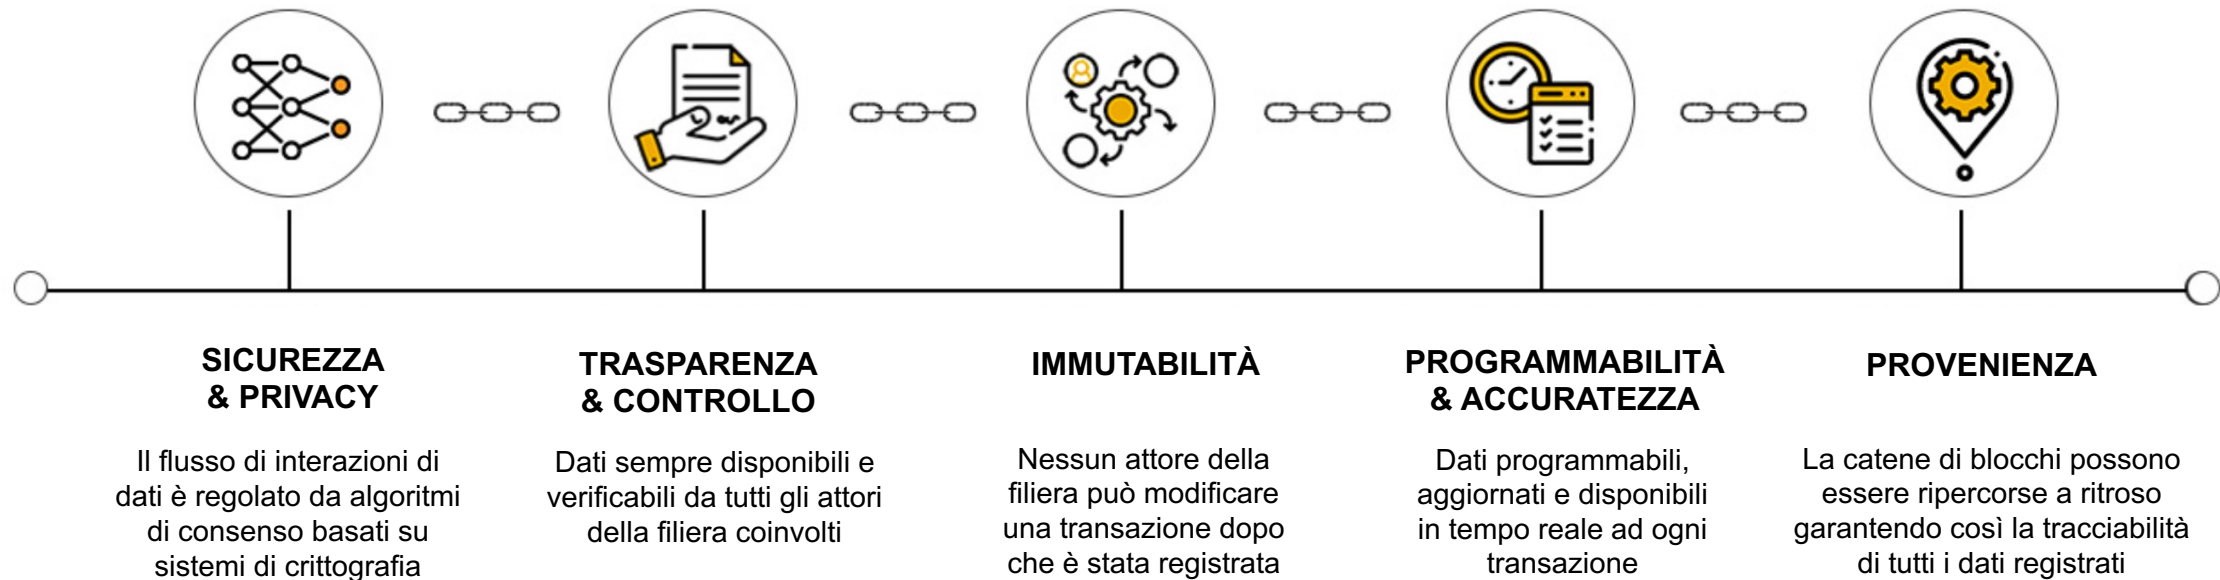 SICUREZZA
& PRIVACY
Il flusso di interazioni di
dati è regolato da algoritmi
di consenso basati su
sistemi di crittografia
TRASPARENZA
& CONTROLLO
Dati sempre disponibili e
verificabili da tutti gli attori
della filiera coinvolti
IMMUTABILITÀ
Nessun attore della
filiera può modificare
una transazione dopo
che è stata registrata
PROGRAMMABILITÀ
& ACCURATEZZA
Dati programmabili,
aggiornati e disponibili
in tempo reale ad ogni
transazione
PROVENIENZA
La catene di blocchi possono
essere ripercorse a ritroso
garantendo così la tracciabilità
di tutti i dati registrati